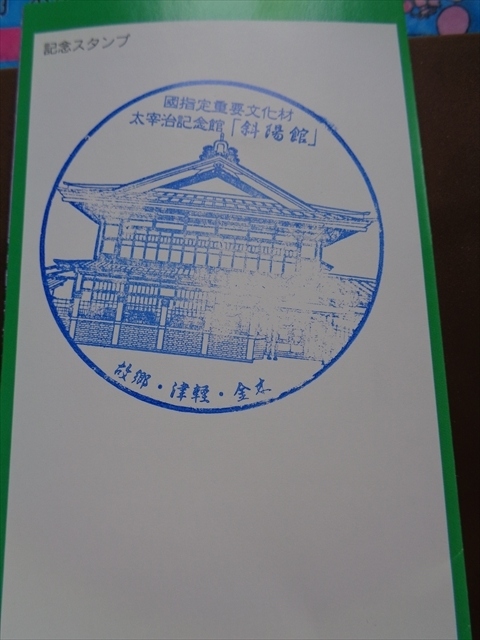 記念スタンプ
國指定重要文化材
太宰治記念館「斜陽館」
故郷・津軽・金木